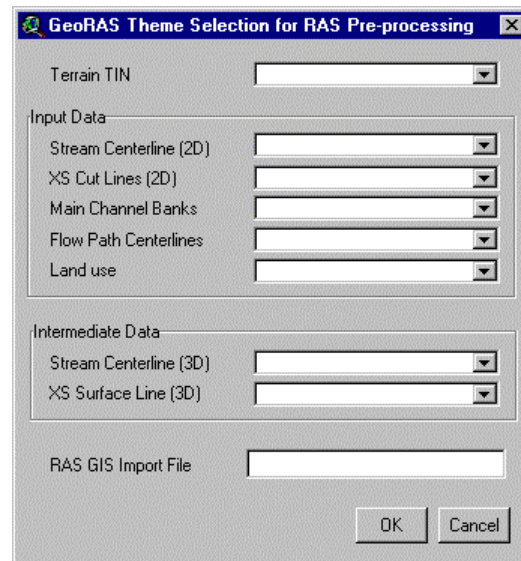 GeoRAS Theme Selection for RAS Pre-processing
Terrain TIN
Input Data
Stream Centerline (2D)
XS Cut Lines (2D)
Main Channel Banks
Flow Path Centerlines
Land use
Intermediate Data
Stream Centerline (3D)
XS Surface Line (3D)
RAS GIS Import File
OK Cancel